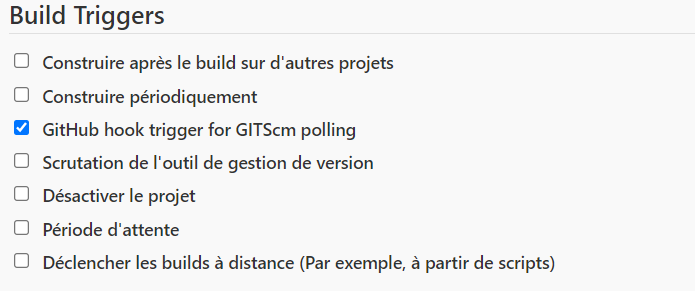 Build Triggers
Construire après le build sur d'autres projets
Construire périodiquement
GitHub hook trigger for GITScm polling
Scrutation de l'outil de gestion de version
Désactiver le projet
Période d'attente
Déclencher les builds à distance (Par exemple, à partir de scripts)